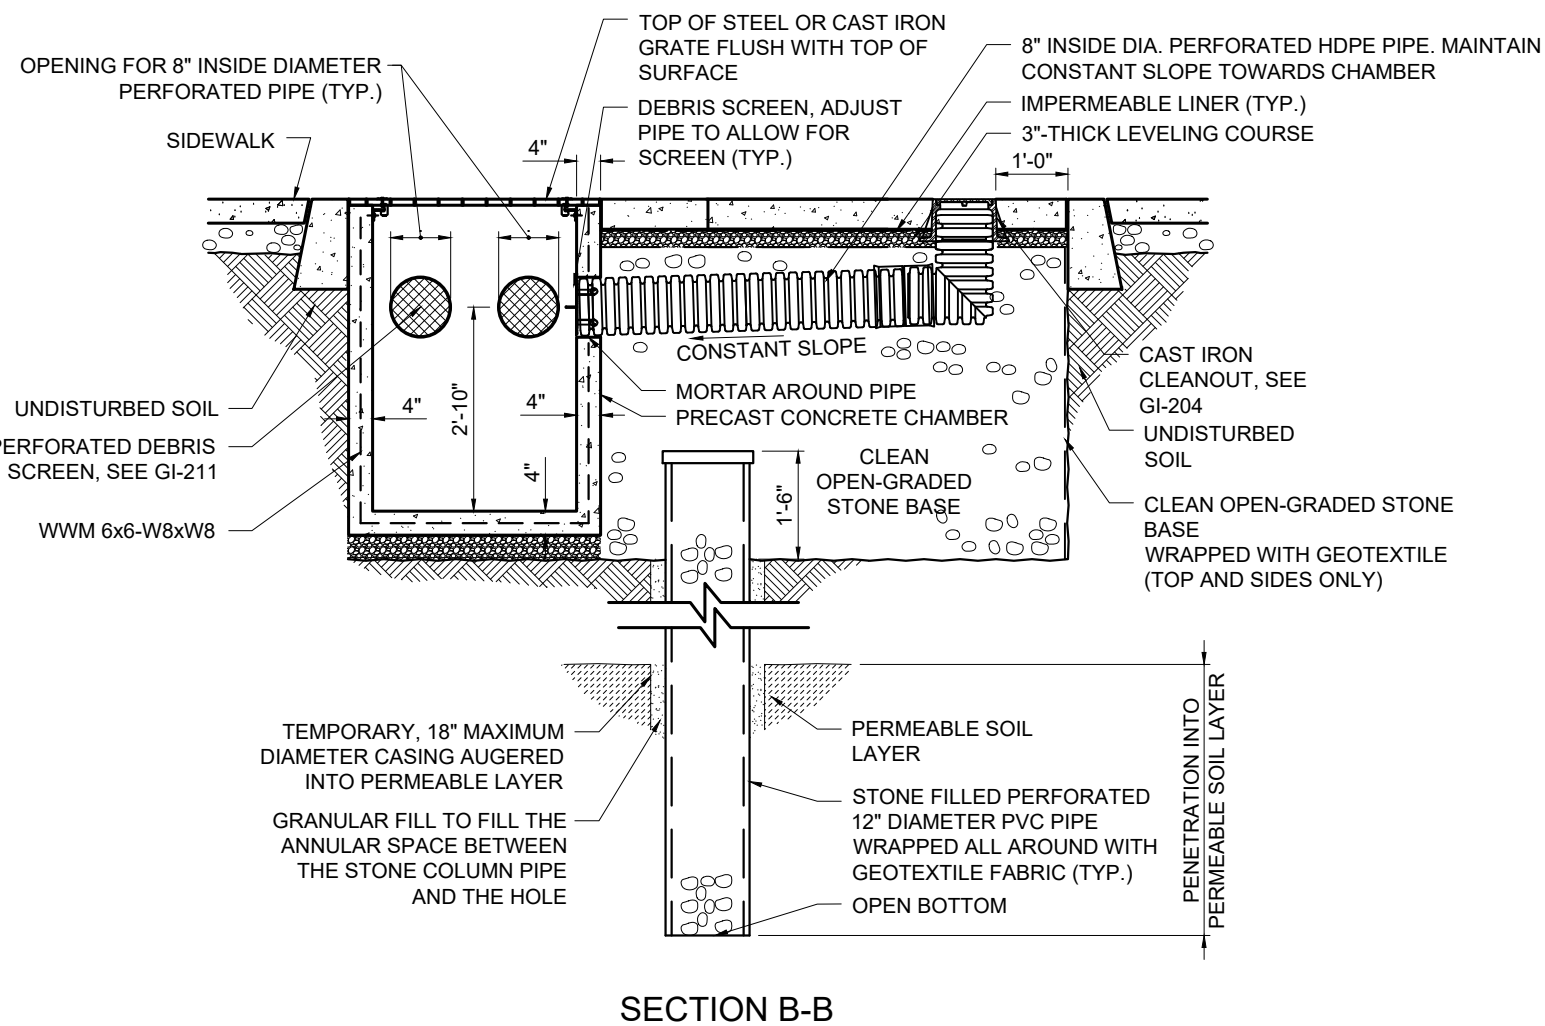 TOP OF STEEL OR CAST IRON
GRATE FLUSH WITH TOP OF
SURFACE
8" INSIDE DIA. PERFORATED HDPE PIPE. MAINTAIN
CONSTANT SLOPE TOWARDS CHAMBER
OPENING FOR 8" INSIDE DIAMETER
PERFORATED PIPE (TYP.)
DEBRIS SCREEN, ADJUST
PIPE TO ALLOW FOR
SCREEN (TYP.)
IMPERMEABLE LINER (TYP.)
3"-THICK LEVELING COURSE
SIDEWALK
4"
1'-0"
CONSTANT SLOPE
MORTAR AROUND PIPE
PRECAST CONCRETE CHAMBER
CAST IRON
CLEANOUT, SEE
GI-204
UNDISTURBED
SOIL
UNDISTURBED SOIL
4"
2'-10"
4"
4"
PERFORATED DEBRIS
SCREEN, SEE GI-211
WWM 6x6-W8xW8
1'-6"
CLEAN
OPEN-GRADED
STONE BASE
CLEAN OPEN-GRADED STONE
BASE
WRAPPED WITH GEOTEXTILE
(TOP AND SIDES ONLY)
TEMPORARY, 18" MAXIMUM
DIAMETER CASING AUGERED
INTO PERMEABLE LAYER
GRANULAR FILL TO FILL THE
ANNULAR SPACE BETWEEN
THE STONE COLUMN PIPE
AND THE HOLE
PERMEABLE SOIL
LAYER
STONE FILLED PERFORATED
12" DIAMETER PVC PIPE
WRAPPED ALL AROUND WITH
GEOTEXTILE FABRIC (TYP.)
OPEN BOTTOM
PENETRATION INTO
PERMEABLE SOIL LAYER
SECTION B-B